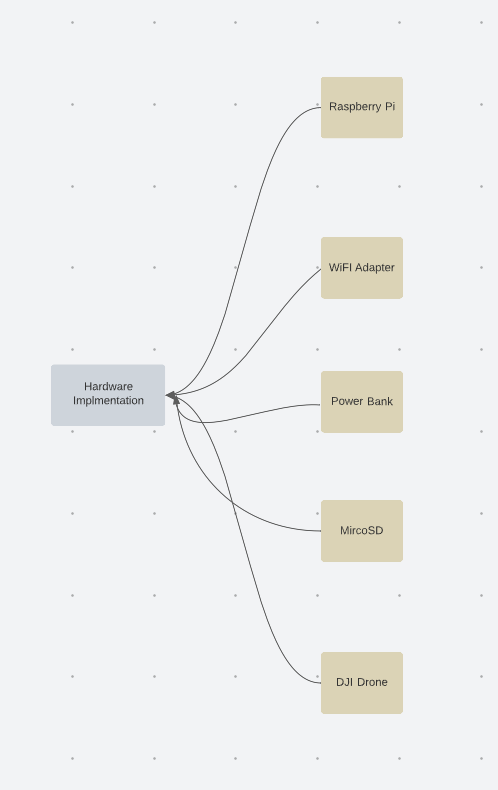 Raspberry Pi
WiFI Adapter
Hardware
Implmentation
Power Bank
MircoSD
DJI Drone